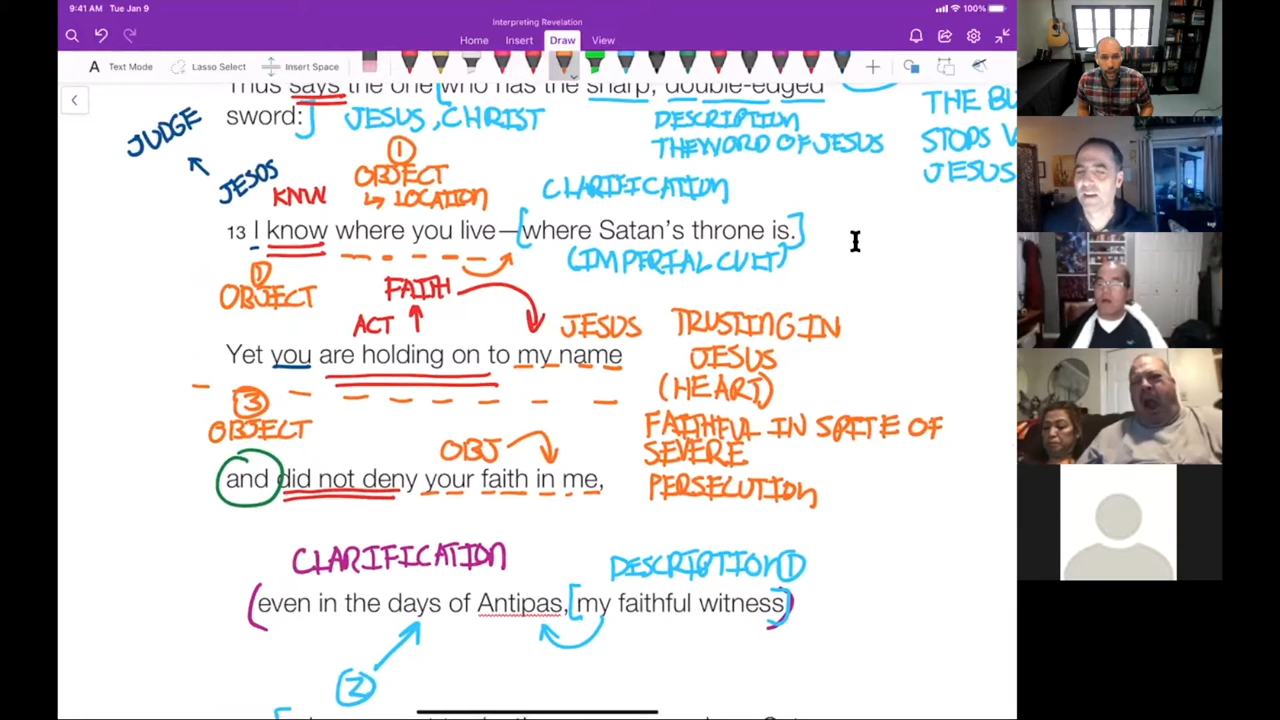 9:41 AM Tue Jan 9
100%
Interpreting Revelation
Home Insert Draw View
Text Mode Lasso Select Insert Space
Thus says the one [who has the sharp, double-edged
sword:]
JESUS, CHRIST
DESCRIPTION
THE WORD OF JESUS
THE BU
STOPS W
JESUS
JUDGE
JESUS
KNW
1
OBJECT
↳ LOCATION
CLARIFICATION
13 I know where you live—[where Satan's throne is.]
(IMPERIAL CULT)
1
OBJECT
FAITH
ACT
JESUS
TRUSTING IN
JESUS
(HEART)
Yet you are holding on to my name
3
OBJECT
OBJ
FAITHFUL IN SPITE OF
SEVERE
PERSECUTION
and did not deny your faith in me,
CLARIFICATION
DESCRIPTION 1
(even in the days of Antipas, [my faithful witness])
2